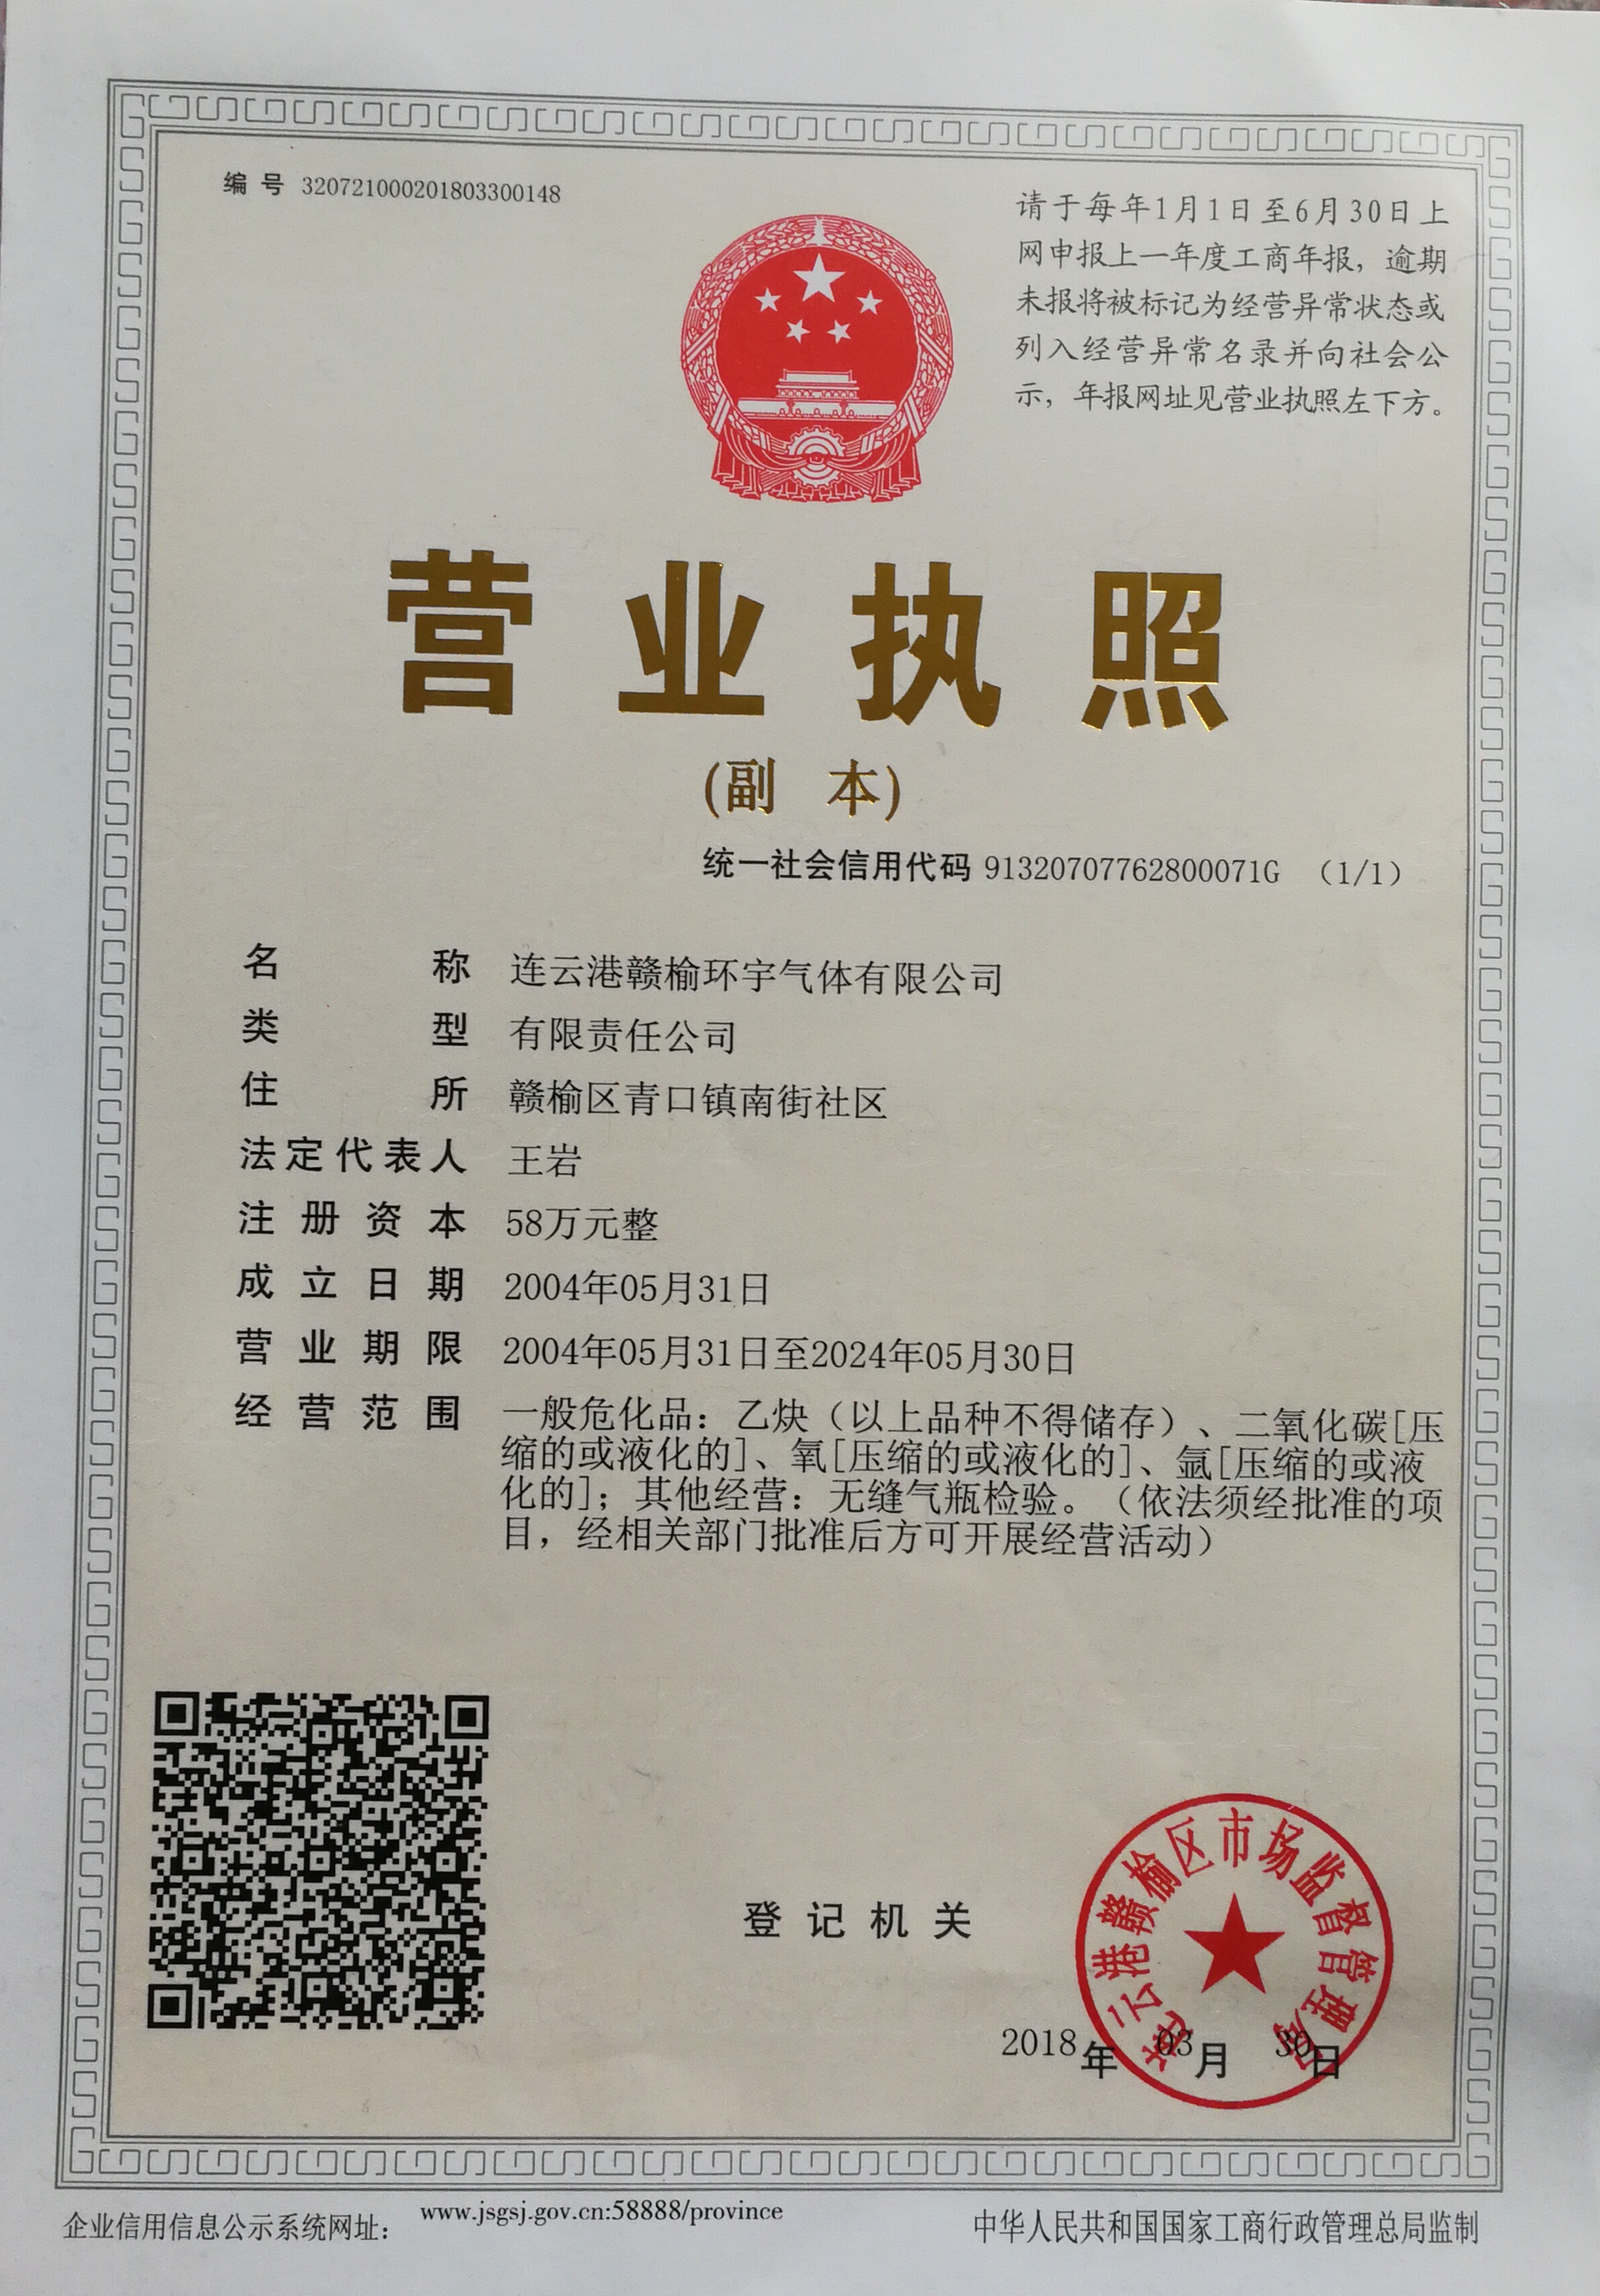 编 号 320721000201803300148
请于每年1月1日至6月30日上
网申报上一年度工商年报，逾期
未报将被标记为经营异常状态或
列入经营异常名录并向社会公
示，年报网址见营业执照左下方。
营业执照
(副 本)
统一社会信用代码 91320707762800071G （1/1）
名 称 连云港赣榆环宇气体有限公司
类 型 有限责任公司
住 所 赣榆区青口镇南街社区
法定代表人 王岩
注册资本 58万元整
成立日期 2004年05月31日
营业期限 2004年05月31日至2024年05月30日
经营范围 一般危化品：乙炔（以上品种不得储存）、二氧化碳[压
缩的或液化的]、氧[压缩的或液化的]、氩[压缩的或液
化的]；其他经营：无缝气瓶检验。（依法须经批准的项
目，经相关部门批准后方可开展经营活动）
连云港赣榆区市场监督管理局
登记机关
2018年 03月 30日
企业信用信息公示系统网址： www.jsgsj.gov.cn:58888/province
中华人民共和国国家工商行政管理总局监制